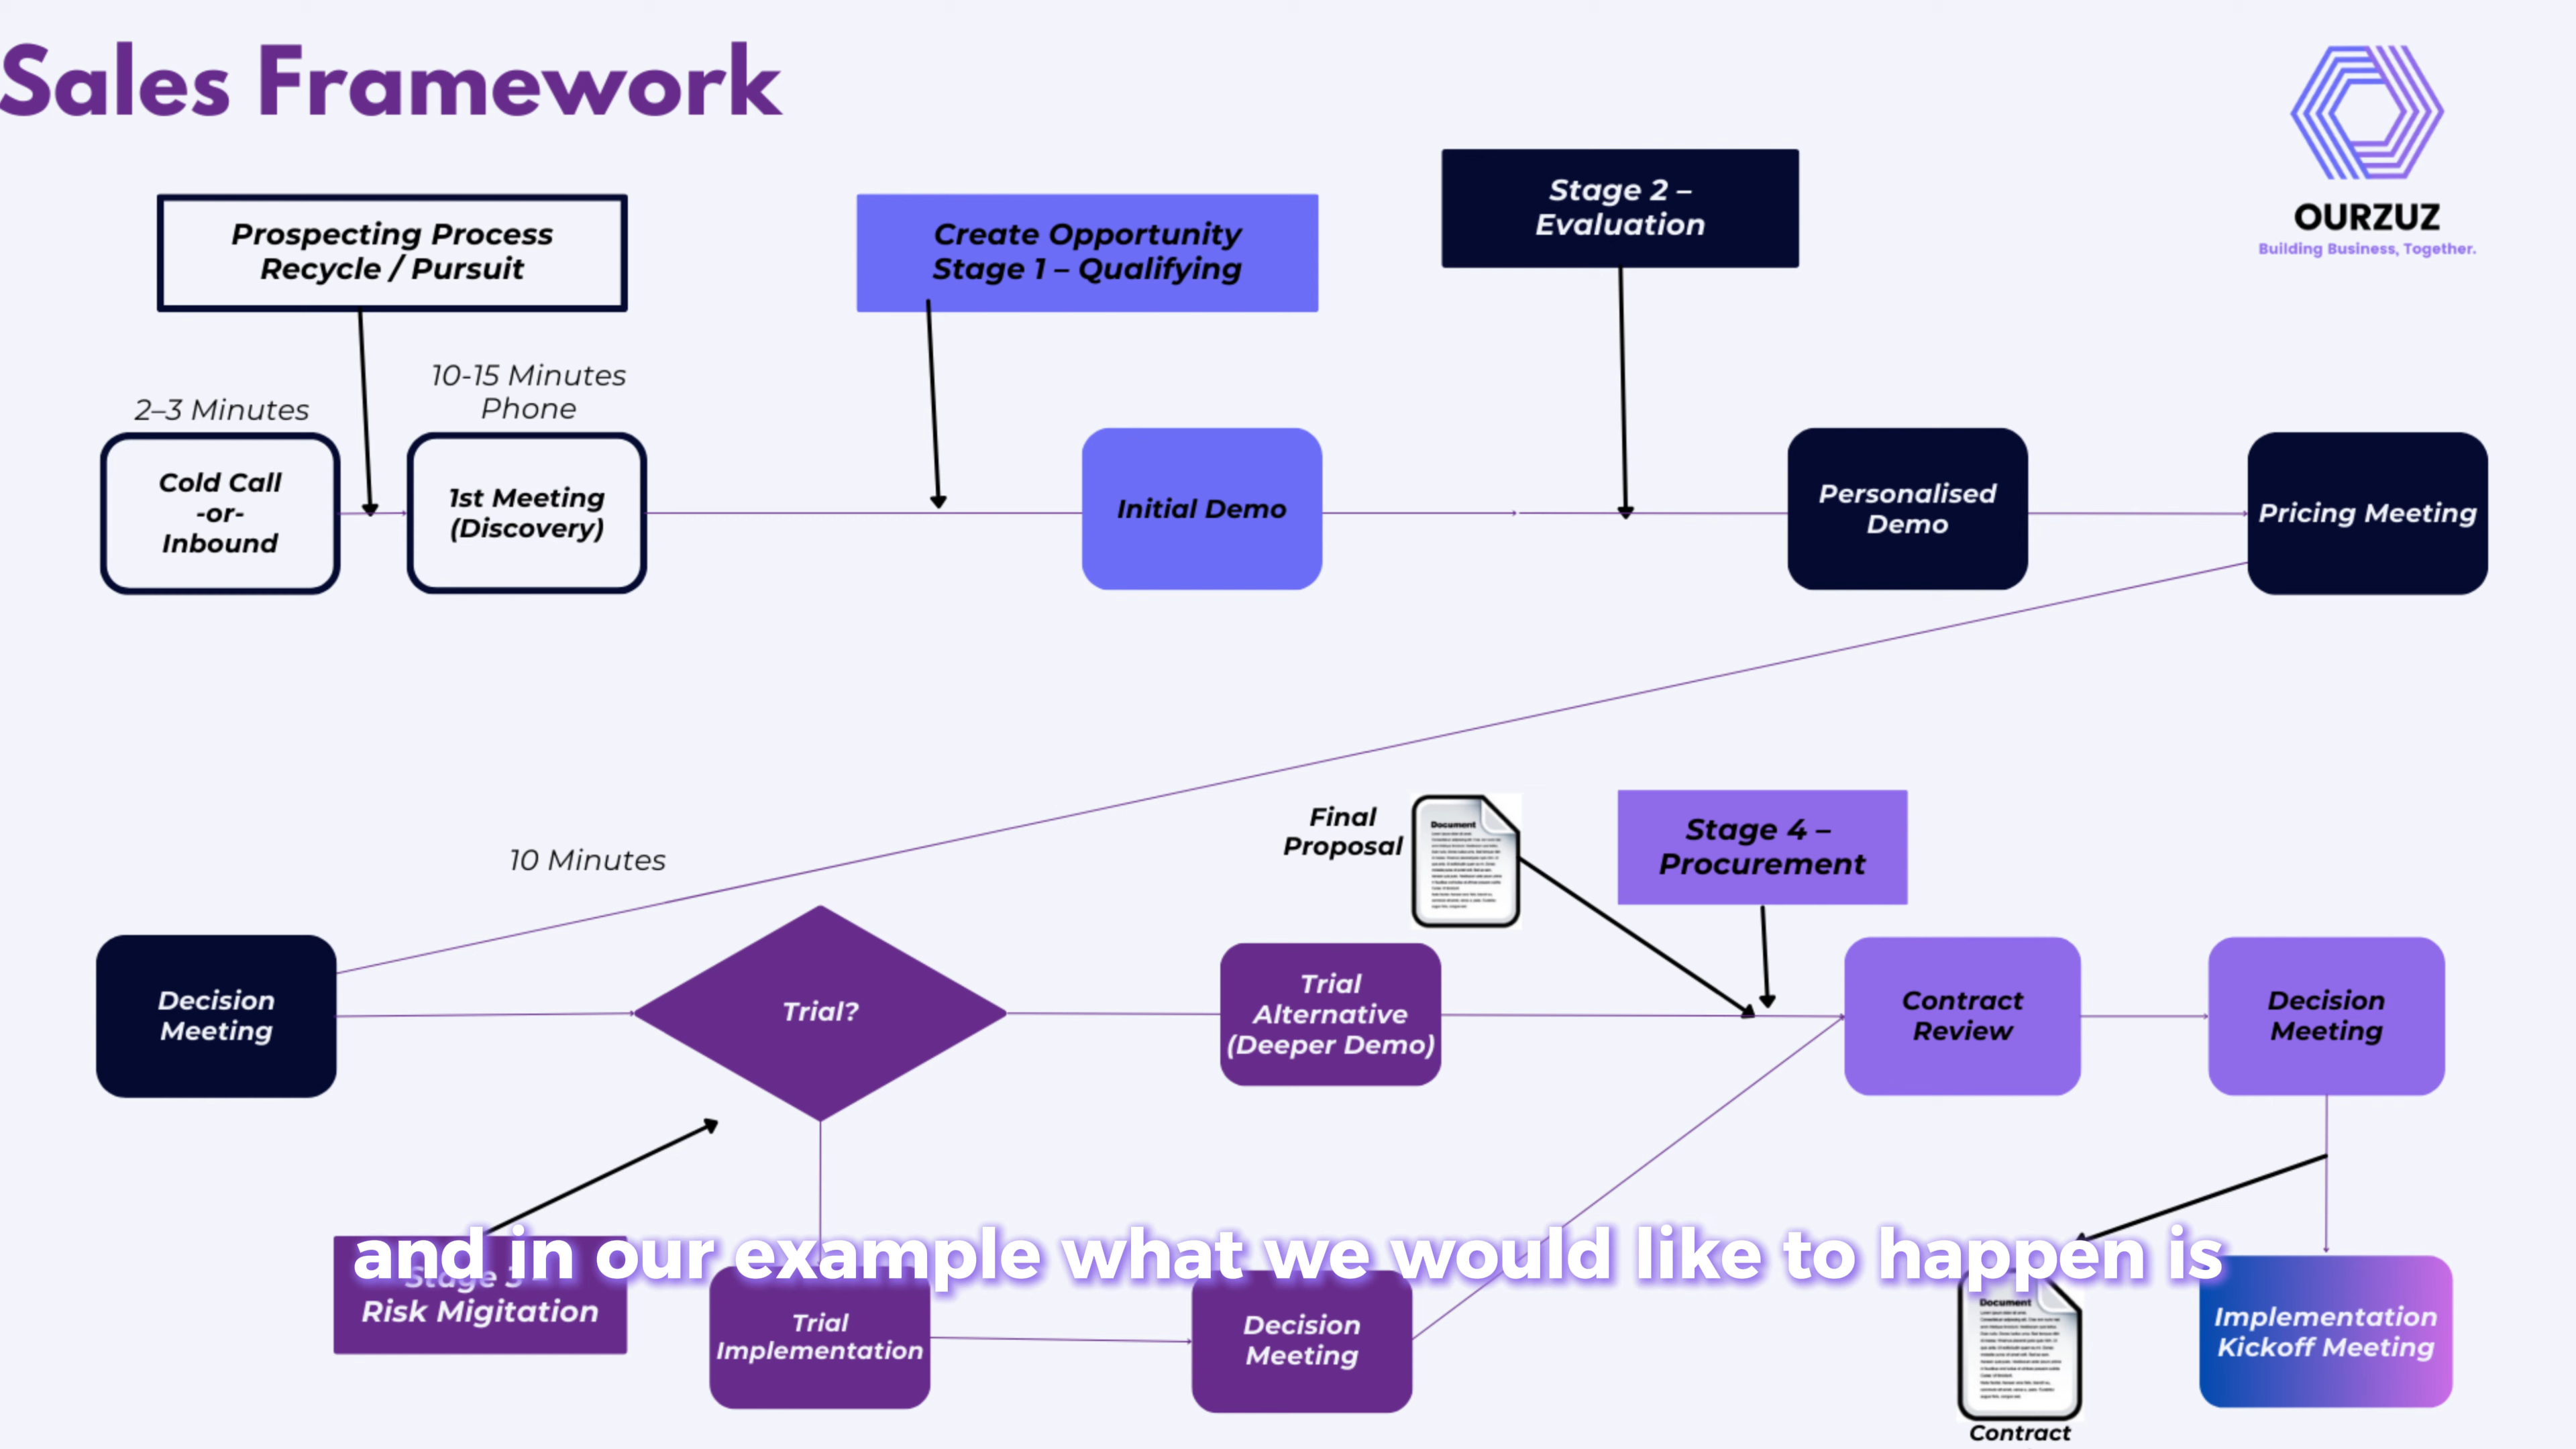 Sales Framework
OURZUZ
Building Business, Together.
Prospecting Process
Recycle / Pursuit
Create Opportunity
Stage 1 – Qualifying
Stage 2 –
Evaluation
2–3 Minutes
10-15 Minutes
Phone
Cold Call
-or-
Inbound
1st Meeting
(Discovery)
Initial Demo
Personalised
Demo
Pricing Meeting
10 Minutes
Final
Proposal
Document
Stage 4 –
Procurement
Decision
Meeting
Trial?
Trial
Alternative
(Deeper Demo)
Contract
Review
Decision
Meeting
and in our example what we would like to happen is
Stage 3 –
Risk Migitation
Trial
Implementation
Decision
Meeting
Document
Contract
Implementation
Kickoff Meeting